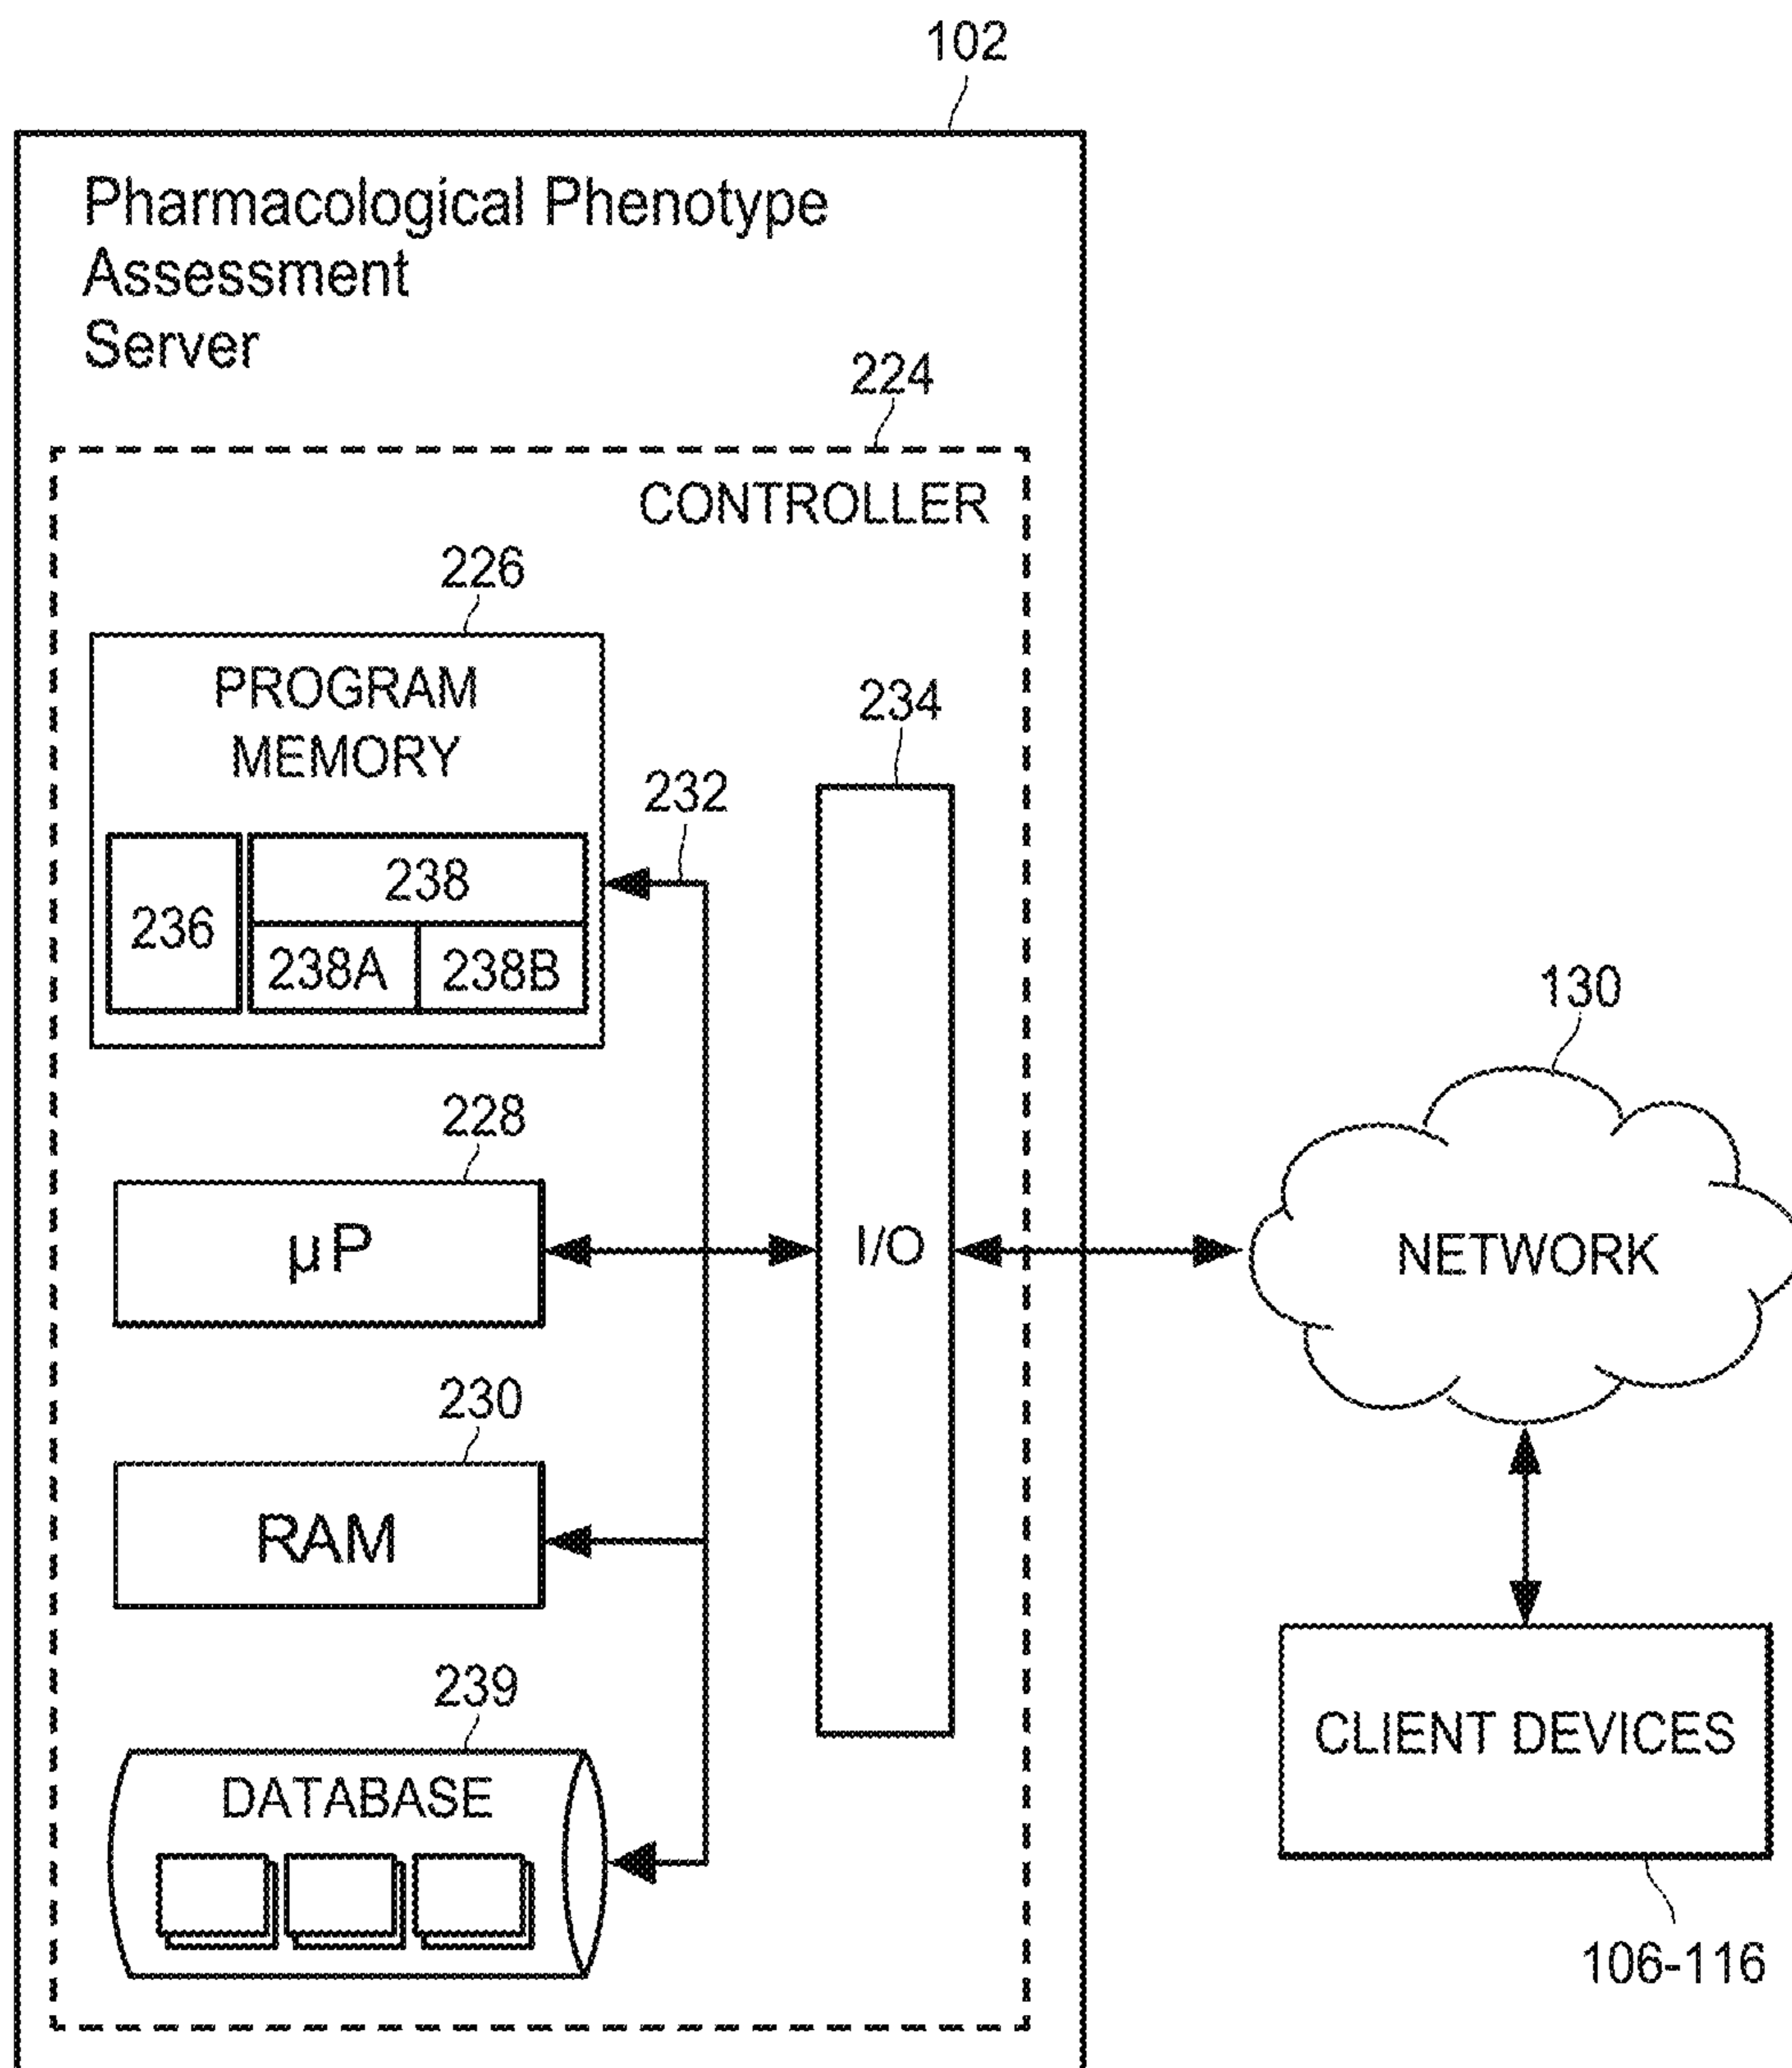 102
Pharmacological Phenotype
Assessment
Server
224
CONTROLLER
226
PROGRAM
MEMORY
234
232
236
238
238A
238B
130
228
µP
I/O
NETWORK
230
RAM
239
DATABASE
CLIENT DEVICES
106-116